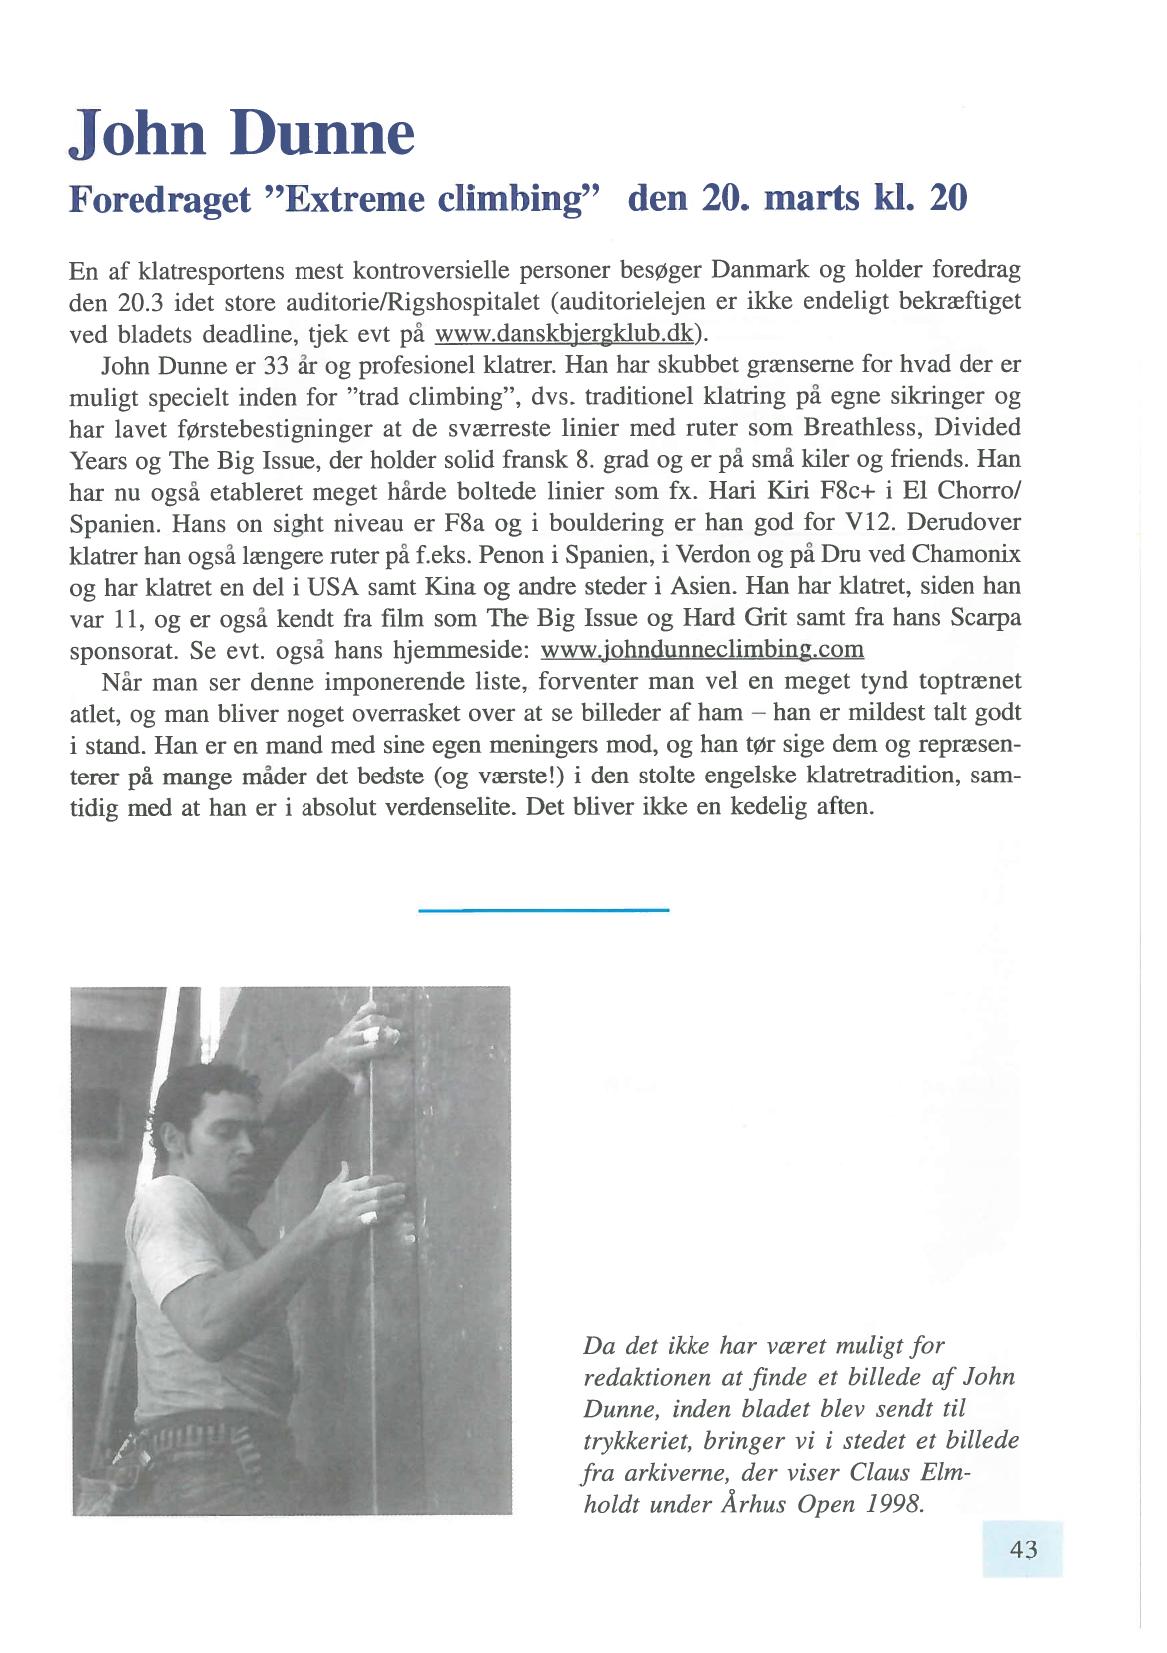 John Dunne
Foredraget ”Extreme climbing” den 20. marts kl. 20
En af klatresportens mest kontroversielle personer besøger Danmark og holder foredrag
den 20.3 idet store auditorie/Rigshospitalet (auditorielejen er ikke endeligt bekræftiget
ved bladets deadline, tjek evt på www.danskbjergklub.dk).
John Dunne er 33 år og profesionel klatrer. Han har skubbet grænserne for hvad der er
muligt specielt inden for ”trad climbing”, dvs. traditionel klatring på egne sikringer og
har lavet førstebestigninger at de sværreste linier med ruter som Breathless, Divided
Years og The Big Issue, der holder solid fransk 8. grad og er på små kiler og friends. Han
har nu også etableret meget hårde boltede linier som fx. Hari Kiri F8c+ i El Chorro/
Spanien. Hans on sight niveau er F8a og i bouldering er han god for V12. Derudover
klatrer han også længere ruter på f.eks. Penon i Spanien, i Verdon og på Dru ved Chamonix
og har klatret en del i USA samt Kina og andre steder i Asien. Han har klatret, siden han
var 11, og er også kendt fra film som The Big Issue og Hard Grit samt fra hans Scarpa
sponsorat. Se evt. også hans hjemmeside: www.johndunneclimbing.com
Når man ser denne imponerende liste, forventer man vel en meget tynd toptrænet
atlet, og man bliver noget overrasket over at se billeder af ham – han er mildest talt godt
i stand. Han er en mand med sine egen meningers mod, og han tør sige dem og repræsen-
terer på mange måder det bedste (og værste!) i den stolte engelske klatretradition, sam-
tidig med at han er i absolut verdenselite. Det bliver ikke en kedelig aften.
Da det ikke har været muligt for
redaktionen at finde et billede af John
Dunne, inden bladet blev sendt til
trykkeriet, bringer vi i stedet et billede
fra arkiverne, der viser Claus Elm-
holdt under Århus Open 1998.
43